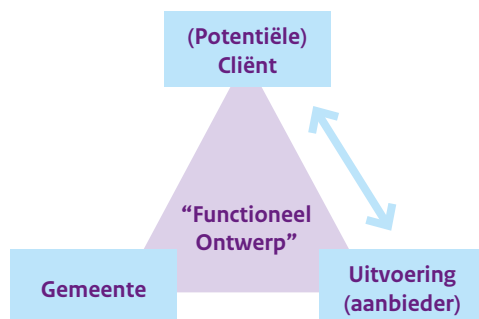 (Potentiële)
Cliënt
“Functioneel
Ontwerp”
Gemeente
Uitvoering
(aanbieder)